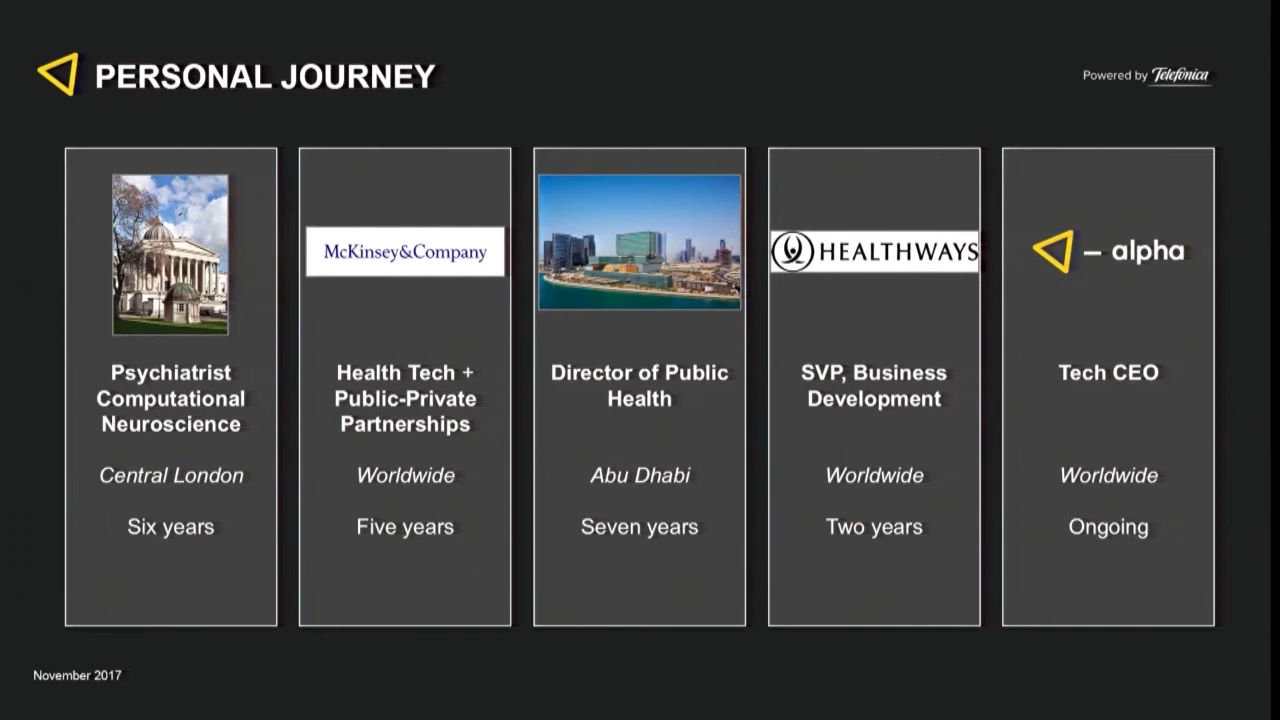 PERSONAL JOURNEY
Powered by Telefónica
Psychiatrist
Computational
Neuroscience
Central London
Six years
McKinsey&Company
Health Tech +
Public-Private
Partnerships
Worldwide
Five years
Director of Public
Health
Abu Dhabi
Seven years
HEALTHWAYS
SVP, Business
Development
Worldwide
Two years
– alpha
Tech CEO
Worldwide
Ongoing
November 2017